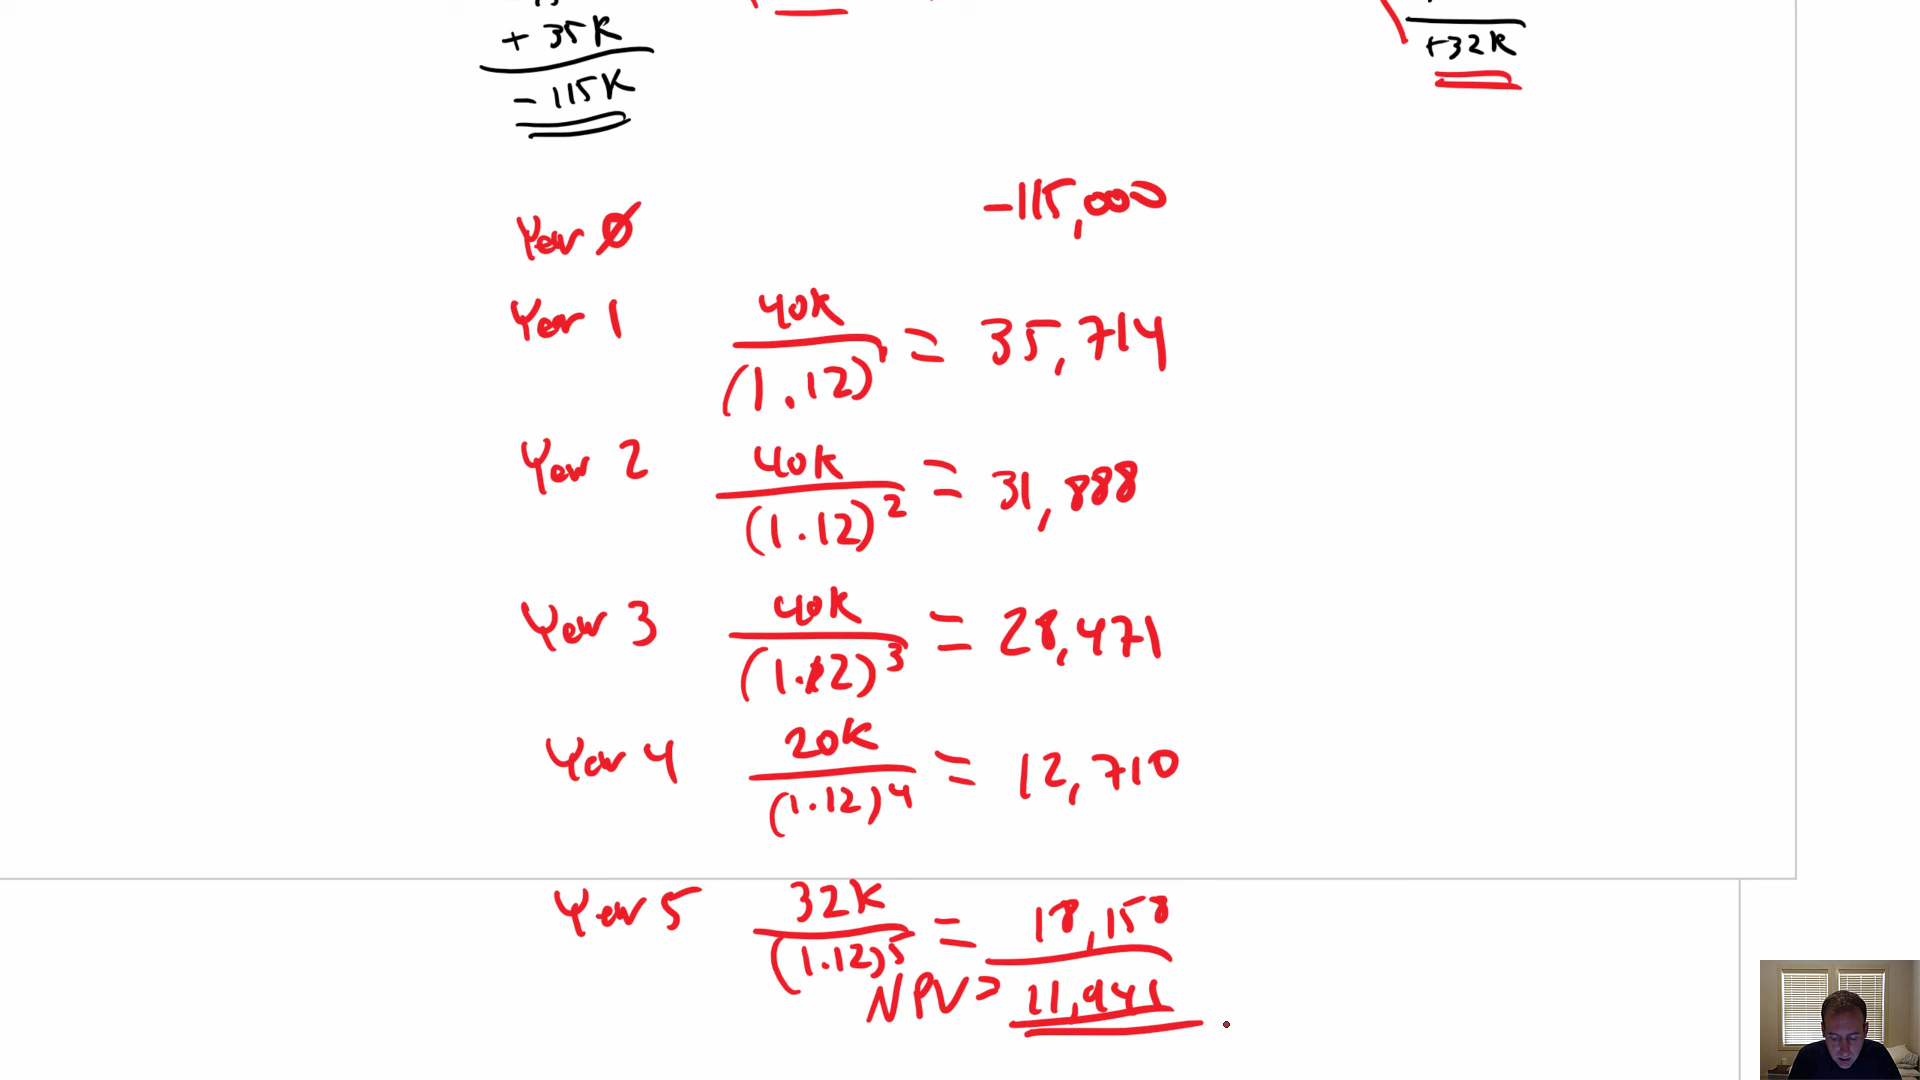 + 35K
- 115K
+32K
Year 0 -115,000
Year 1 40K / (1.12)^1 = 35,714
Year 2 40K / (1.12)^2 = 31,888
Year 3 40K / (1.12)^3 = 28,471
Year 4 20K / (1.12)^4 = 12,710
Year 5 32K / (1.12)^5 = 18,158
NPV = 11,941